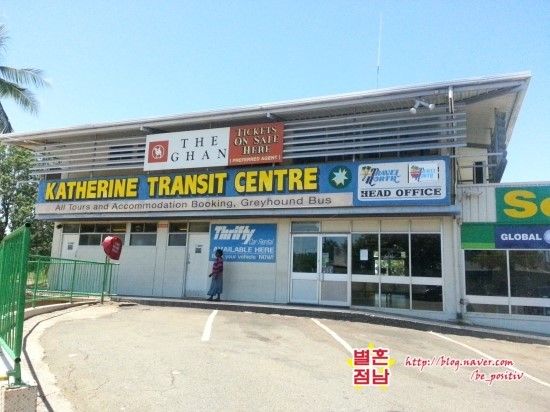 THE
GHAN
TICKETS
ON SALE
HERE
PREFERRED AGENT
KATHERINE TRANSIT CENTRE
All Tours and Accommodation Booking, Greyhound Bus
TRAVEL
NORTH
HEAD OFFICE
Thrifty
Car Rental
AVAILABLE HERE
your vehicle NOW!
GLOBAL
별혼
점남
http://blog.naver.com
/be_positiv